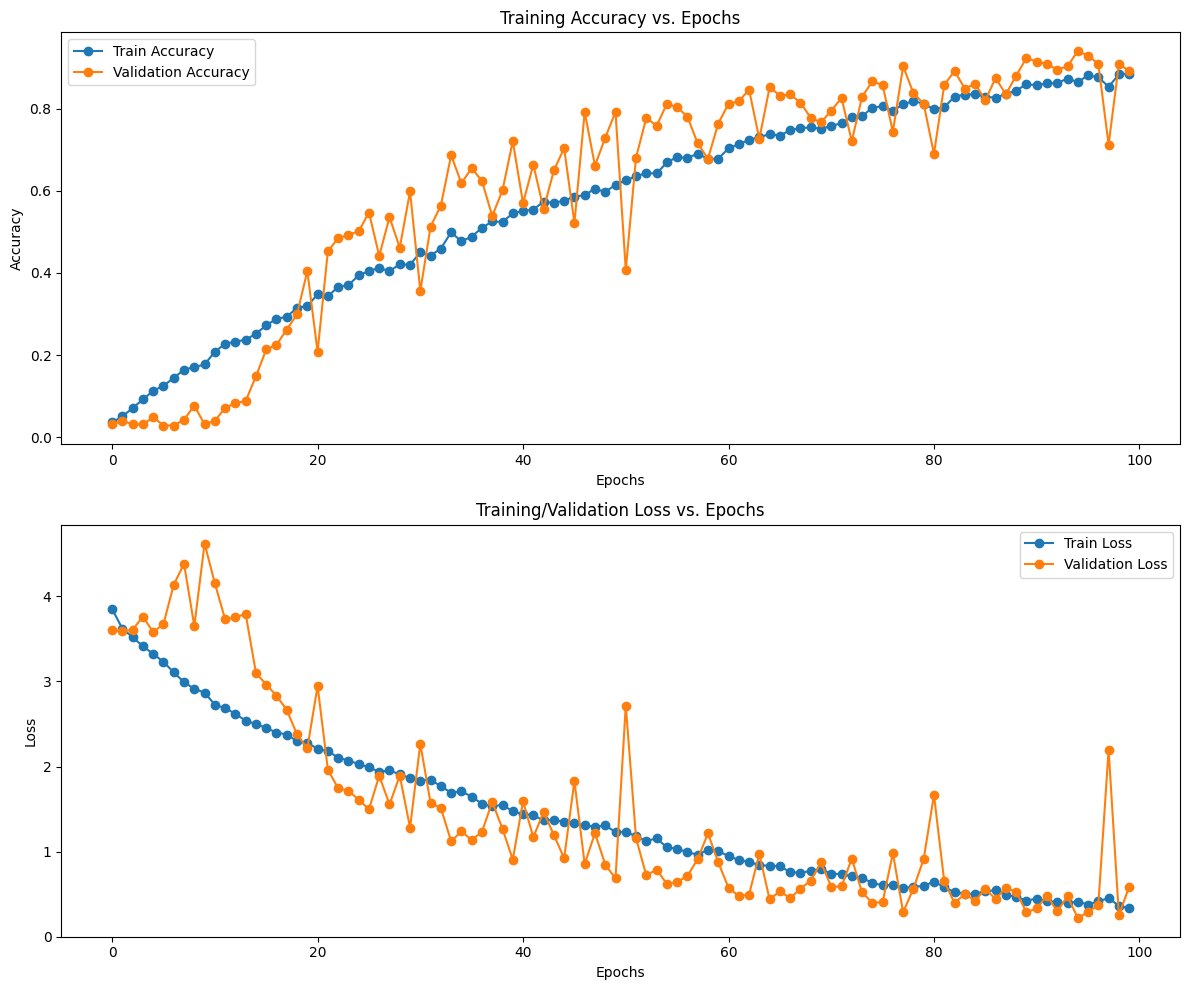 Training Accuracy vs. Epochs
Train Accuracy
Validation Accuracy
0.8
0.6
0.4
0.2
0.0
Accuracy
0 20 40 60 80 100
Epochs
Training/Validation Loss vs. Epochs
Train Loss
Validation Loss
4
3
2
1
0
Loss
0 20 40 60 80 100
Epochs